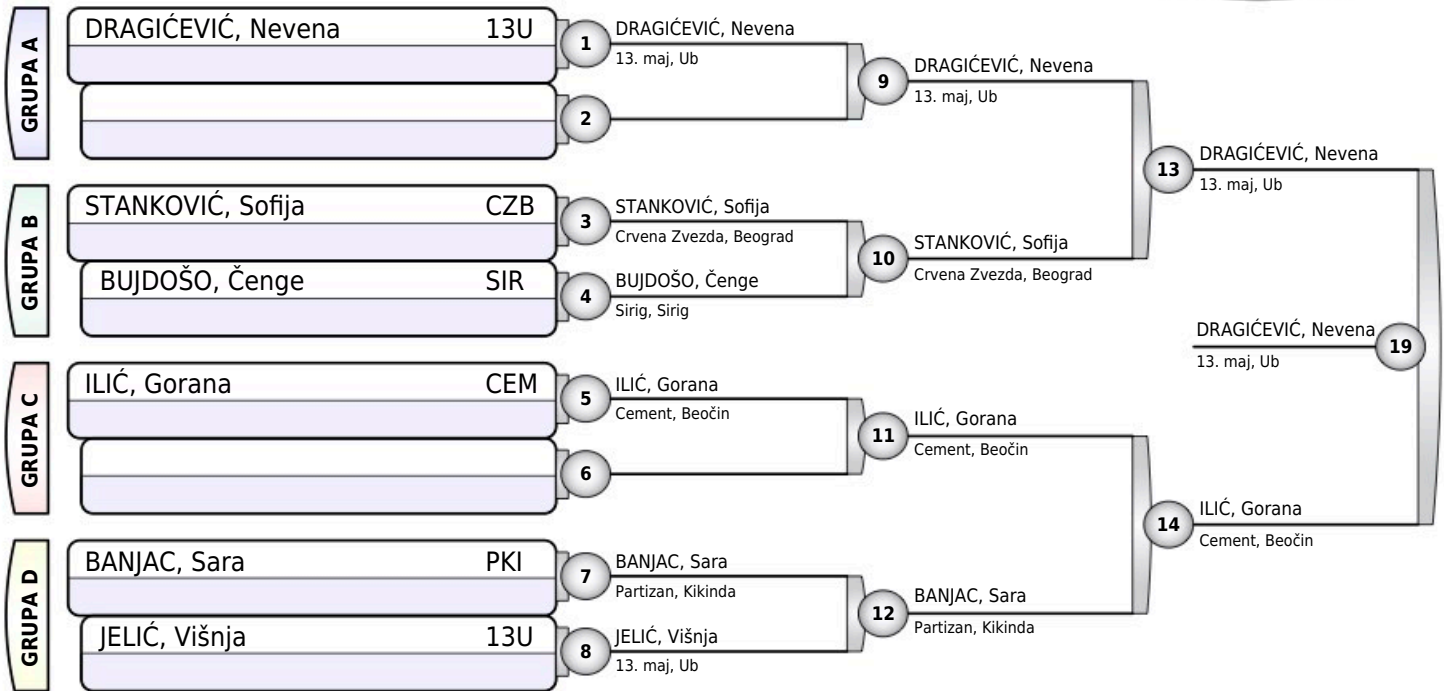 GRUPA A
DRAGIĆEVIĆ, Nevena 13U
1
DRAGIĆEVIĆ, Nevena
13. maj, Ub
2
9
DRAGIĆEVIĆ, Nevena
13. maj, Ub
GRUPA B
STANKOVIĆ, Sofija CZB
3
STANKOVIĆ, Sofija
Crvena Zvezda, Beograd
BUJDOŠO, Čenge SIR
4
BUJDOŠO, Čenge
Sirig, Sirig
10
STANKOVIĆ, Sofija
Crvena Zvezda, Beograd
13
DRAGIĆEVIĆ, Nevena
13. maj, Ub
GRUPA C
ILIĆ, Gorana CEM
5
ILIĆ, Gorana
Cement, Beočin
6
11
ILIĆ, Gorana
Cement, Beočin
GRUPA D
BANJAC, Sara PKI
7
BANJAC, Sara
Partizan, Kikinda
JELIĆ, Višnja 13U
8
JELIĆ, Višnja
13. maj, Ub
12
BANJAC, Sara
Partizan, Kikinda
14
ILIĆ, Gorana
Cement, Beočin
DRAGIĆEVIĆ, Nevena
13. maj, Ub
19